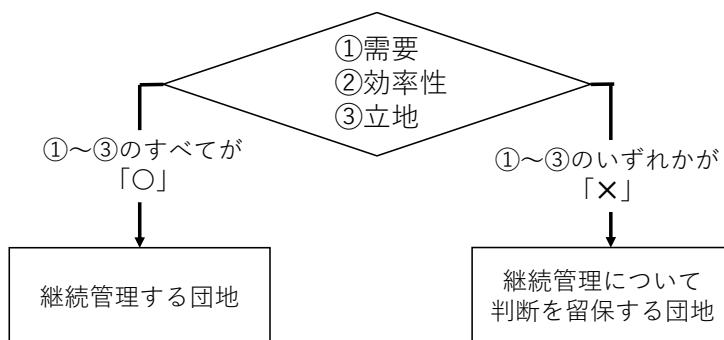 ①需要
②効率性
③立地
①～③のすべてが
「〇」
①～③のいずれかが
「×」
継続管理する団地
継続管理について
判断を留保する団地